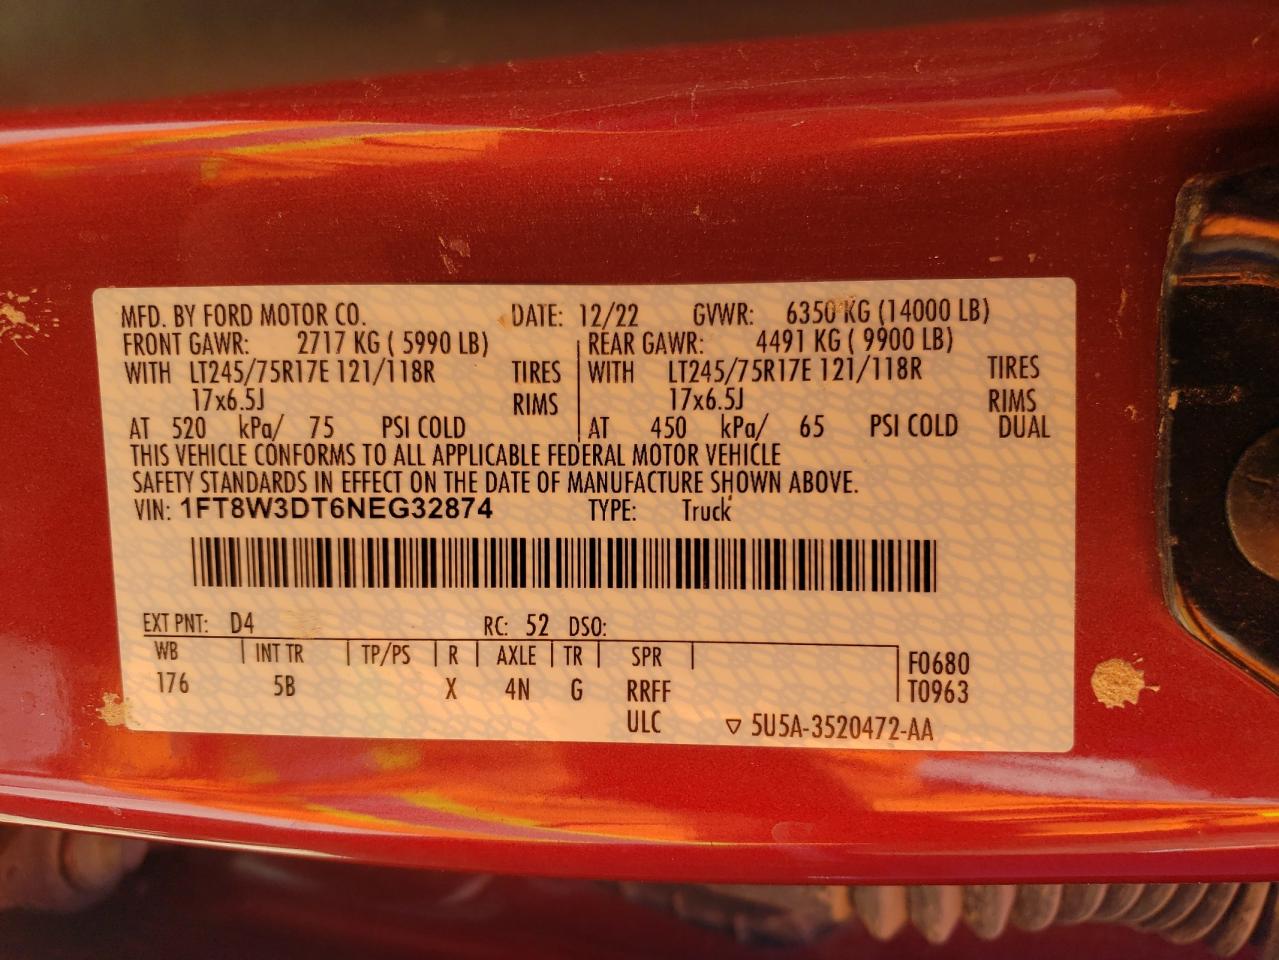 MFD. BY FORD MOTOR CO. DATE: 12/22 GVWR: 6350 KG (14000 LB)
FRONT GAWR: 2717 KG ( 5990 LB) REAR GAWR: 4491 KG ( 9900 LB)
WITH LT245/75R17E 121/118R TIRES WITH LT245/75R17E 121/118R TIRES
17x6.5J RIMS 17x6.5J RIMS
AT 520 kPa/ 75 PSI COLD AT 450 kPa/ 65 PSI COLD DUAL
THIS VEHICLE CONFORMS TO ALL APPLICABLE FEDERAL MOTOR VEHICLE
SAFETY STANDARDS IN EFFECT ON THE DATE OF MANUFACTURE SHOWN ABOVE.
VIN: 1FT8W3DT6NEG32874 TYPE: Truck
EXT PNT: D4 RC: 52 DSO:
WB INT TR TP/PS R AXLE TR SPR F0680
176 5B X 4N G RRFF T0963
ULC ▽ 5U5A-3520472-AA